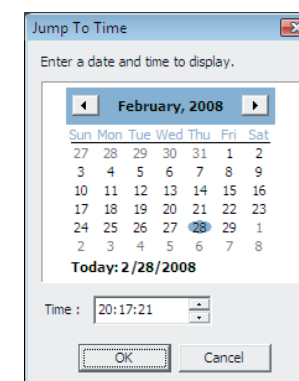 Jump To Time
Enter a date and time to display.
February, 2008
Sun Mon Tue Wed Thu Fri Sat
27 28 29 30 31 1 2
3 4 5 6 7 8 9
10 11 12 13 14 15 16
17 18 19 20 21 22 23
24 25 26 27 28 29 1
2 3 4 5 6 7 8
Today: 2/28/2008
Time : 20:17:21
OK Cancel